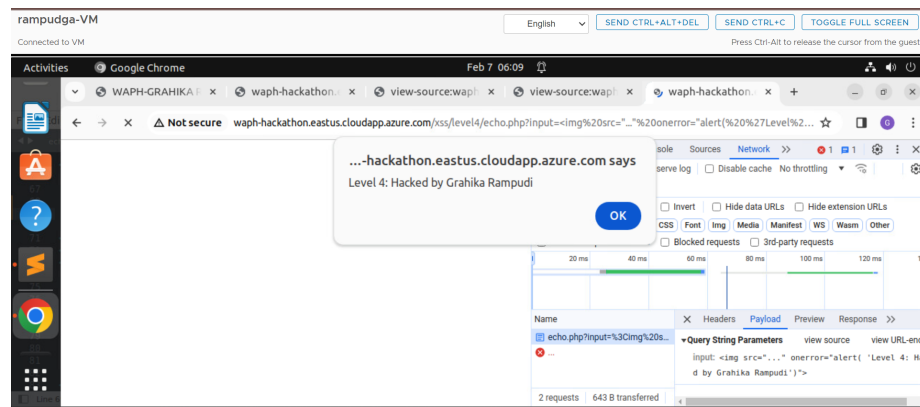 rampudga-VM
English
SEND CTRL+ALT+DEL
SEND CTRL+C
TOGGLE FULL SCREEN
Connected to VM
Press Ctrl-Alt to release the cursor from the guest
Activities
Google Chrome
Feb 7 06:09
WAPH-GRAHIKA R
waph-hackathon.
view-source:waph
view-source:wap
waph-hackathon.
Not secure
waph-hackathon.eastus.cloudapp.azure.com/xss/level4/echo.php?input=<img%20src="..."%20onerror="alert(%20%27Level%2...
G
...-hackathon.eastus.cloudapp.azure.com says
Level 4: Hacked by Grahika Rampudi
OK
sole
Sources
Network
1
1
serve log
Disable cache
No throttling
Invert
Hide data URLs
Hide extension URLs
CSS
Font
Img
Media
Manifest
WS
Wasm
Other
Blocked requests
3rd-party requests
20 ms
40 ms
60 ms
80 ms
100 ms
120 ms
Name
Headers
Payload
Preview
Response
echo.php?input=%3Cimg%20s...
...
Query String Parameters
view source
view URL-en
input: <img src="..." onerror="alert( 'Level 4: H
d by Grahika Rampudi')">
2 requests
643 B transferred